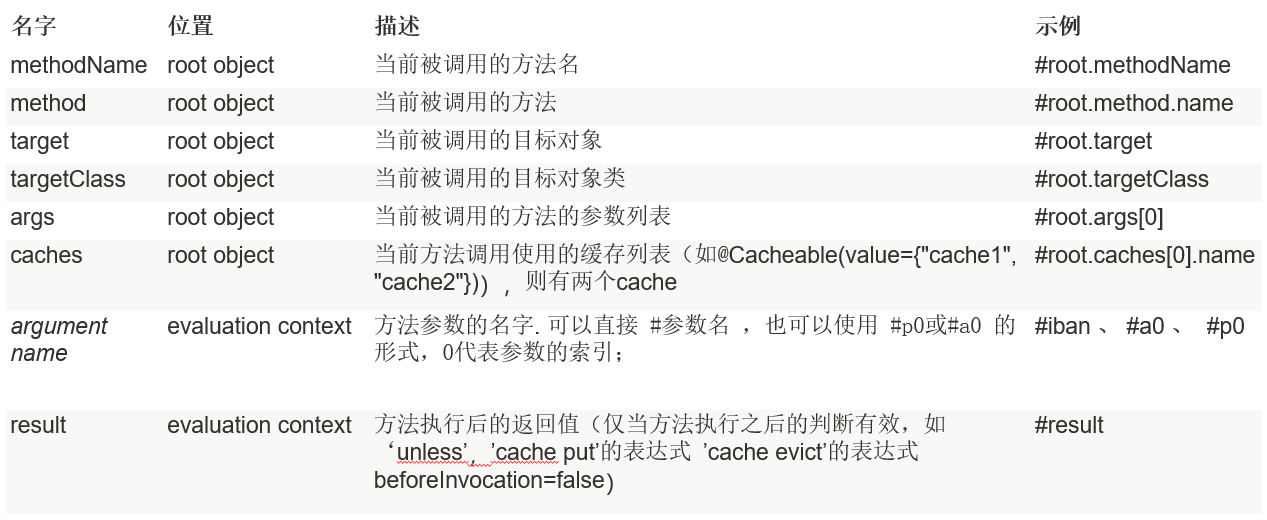 名字 位置 描述 示例
methodName root object 当前被调用的方法名 #root.methodName
method root object 当前被调用的方法 #root.method.name
target root object 当前被调用的目标对象 #root.target
targetClass root object 当前被调用的目标对象类 #root.targetClass
args root object 当前被调用的方法的参数列表 #root.args[0]
caches root object 当前方法调用使用的缓存列表（如@Cacheable(value={"cache1", #root.caches[0].name
"cache2"})），则有两个cache
argument evaluation context 方法参数的名字. 可以直接 #参数名 ，也可以使用 #p0或#a0 的 #iban 、 #a0 、 #p0
name 形式，0代表参数的索引；
result evaluation context 方法执行后的返回值（仅当方法执行之后的判断有效，如 #result
‘unless’，’cache put’的表达式 ’cache evict’的表达式
beforeInvocation=false）